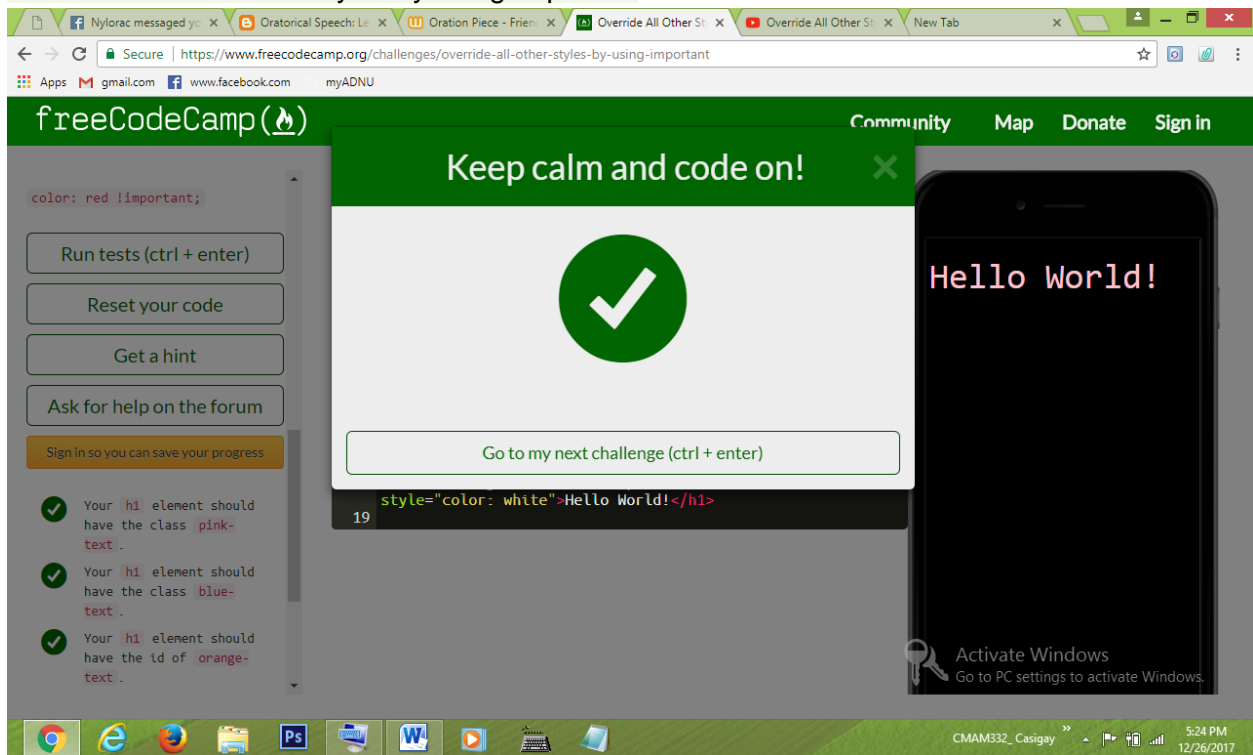 Nylorac messaged yo
Oratorical Speech: Le
Oration Piece - Frien
Override All Other St
Override All Other St
New Tab
Secure | https://www.freecodecamp.org/challenges/override-all-other-styles-by-using-important
Apps gmail.com www.facebook.com myADNU
freeCodeCamp(🔥)
Community Map Donate Sign in
Keep calm and code on!
color: red !important;
Run tests (ctrl + enter)
Reset your code
Get a hint
Ask for help on the forum
Sign in so you can save your progress
Your h1 element should
have the class pink-
text .
Your h1 element should
have the class blue-
text .
Your h1 element should
have the id of orange-
text .
Go to my next challenge (ctrl + enter)
style="color: white">Hello World!</h1>
19
Hello World!
Activate Windows
Go to PC settings to activate Windows.
Ps
CMAM332_ Casigay
5:24 PM
12/26/2017